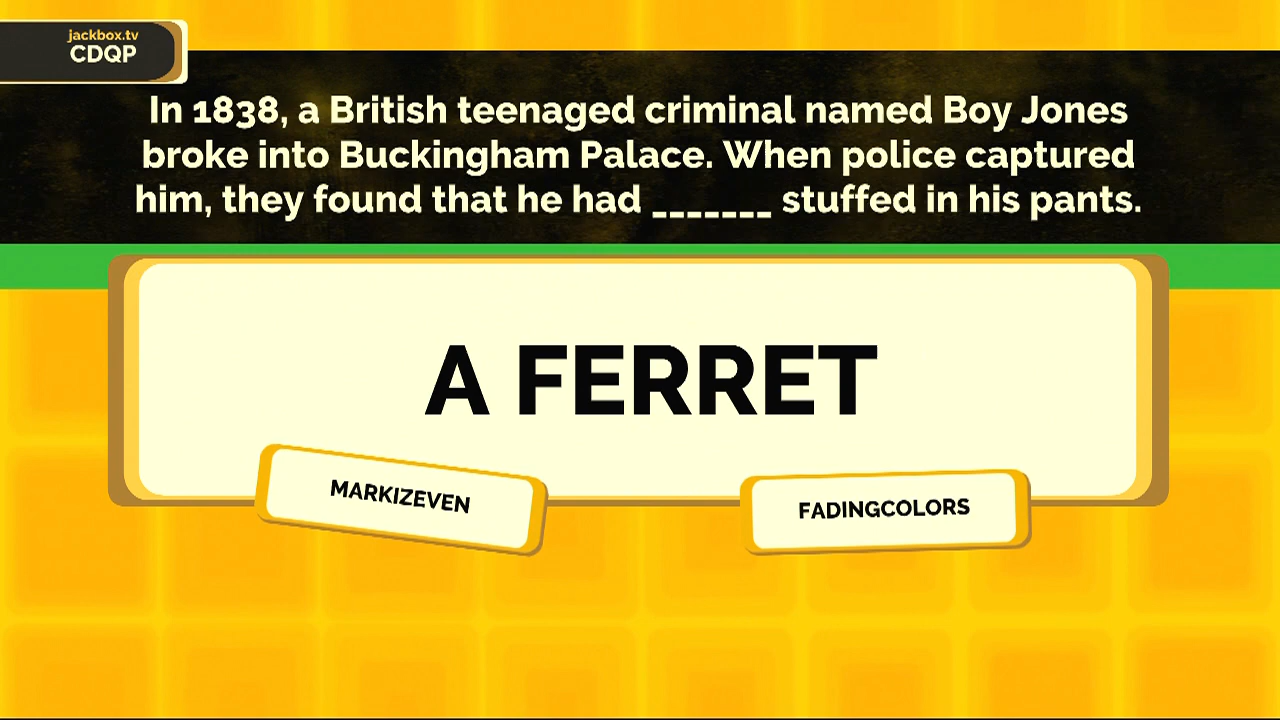 jackbox.tv
CDQP
In 1838, a British teenaged criminal named Boy Jones
broke into Buckingham Palace. When police captured
him, they found that he had _______ stuffed in his pants.
A FERRET
MARKIZEVEN
FADINGCOLORS